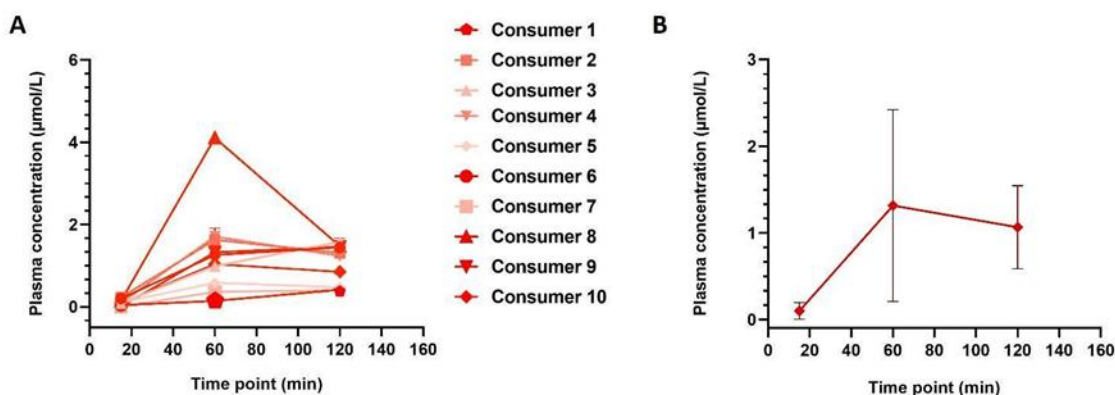 A
Plasma concentration (µmol/L)
6
4
2
0
0 20 40 60 80 100 120 140 160
Time point (min)
Consumer 1
Consumer 2
Consumer 3
Consumer 4
Consumer 5
Consumer 6
Consumer 7
Consumer 8
Consumer 9
Consumer 10
B
Plasma concentration (µmol/L)
3
2
1
0
0 20 40 60 80 100 120 140 160
Time point (min)